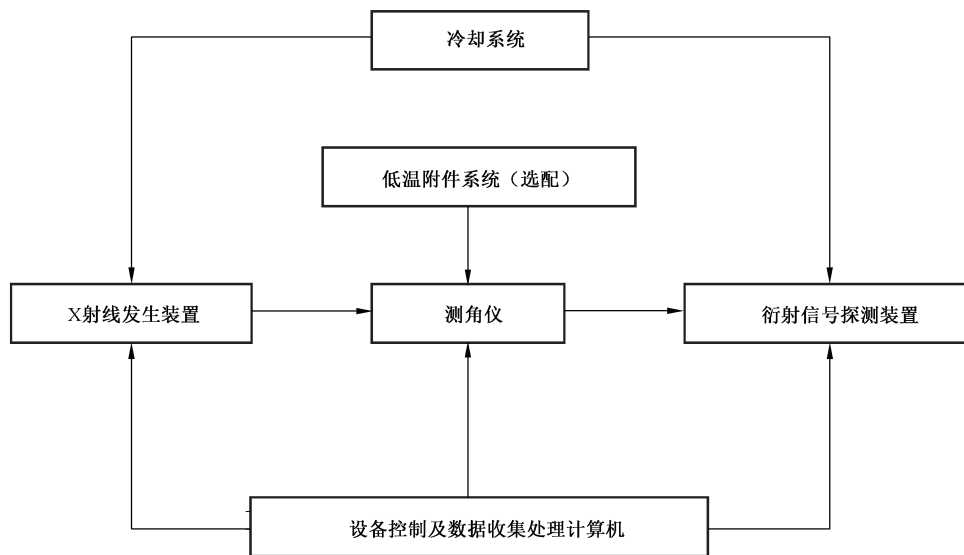 冷却系统
低温附件系统（选配）
X射线发生装置
测角仪
衍射信号探测装置
设备控制及数据收集处理计算机